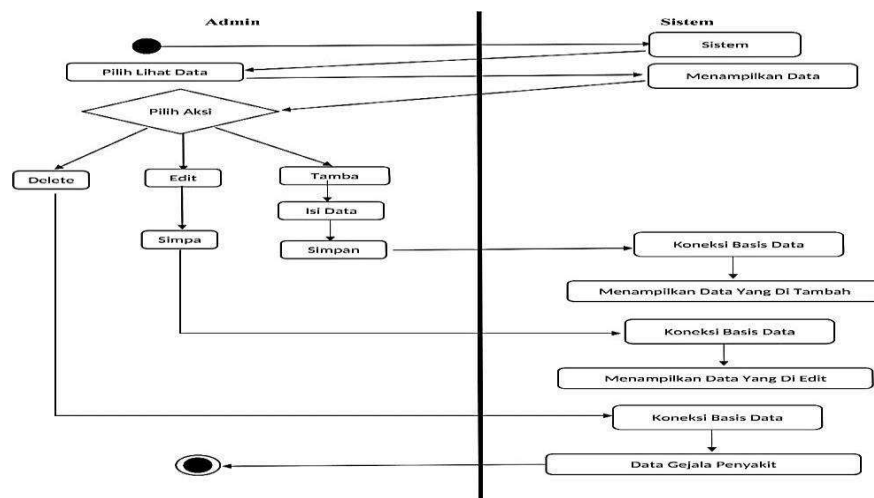 Admin
Sistem
Sistem
Pilih Lihat Data
Menampilkan Data
Pilih Aksi
Delete
Edit
Tamba
Isi Data
Simpa
Simpan
Koneksi Basis Data
Menampilkan Data Yang Di Tambah
Koneksi Basis Data
Menampilkan Data Yang Di Edit
Koneksi Basis Data
Data Gejala Penyakit